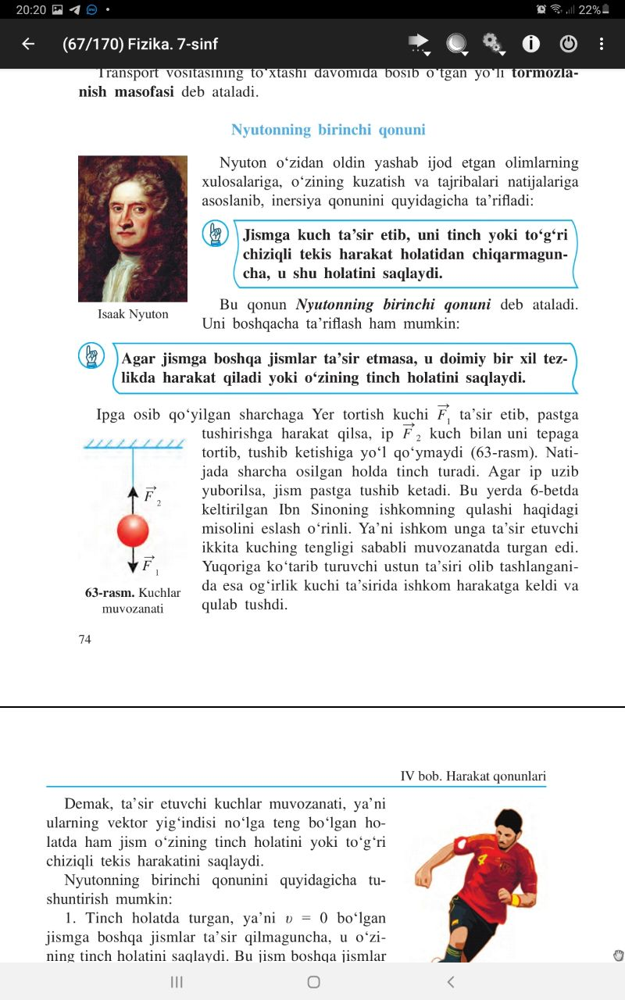 20:20
22%
(67/170) Fizika. 7-sinf
Transport vositasining to‘xtashi davomida bosib o‘tgan yo‘li tormozla-
nish masofasi deb ataladi.
Nyutonning birinchi qonuni
Nyuton o‘zidan oldin yashab ijod etgan olimlarning
xulosalariga, o‘zining kuzatish va tajribalari natijalariga
asoslanib, inersiya qonunini quyidagicha ta’rifladi:
Jismga kuch ta’sir etib, uni tinch yoki to‘g‘ri
chiziqli tekis harakat holatidan chiqarmagun-
cha, u shu holatini saqlaydi.
Isaak Nyuton
Bu qonun Nyutonning birinchi qonuni deb ataladi.
Uni boshqacha ta’riflash ham mumkin:
Agar jismga boshqa jismlar ta’sir etmasa, u doimiy bir xil tez-
likda harakat qiladi yoki o‘zining tinch holatini saqlaydi.
Ipga osib qo‘yilgan sharchaga Yer tortish kuchi F⃗₁ ta’sir etib, pastga
tushirishga harakat qilsa, ip F⃗₂ kuch bilan uni tepaga
tortib, tushib ketishiga yo‘l qo‘ymaydi (63-rasm). Nati-
jada sharcha osilgan holda tinch turadi. Agar ip uzib
yuborilsa, jism pastga tushib ketadi. Bu yerda 6-betda
keltirilgan Ibn Sinoning ishkomning qulashi haqidagi
misolini eslash o‘rinli. Ya’ni ishkom unga ta’sir etuvchi
ikkita kuching tengligi sababli muvozanatda turgan edi.
Yuqoriga ko‘tarib turuvchi ustun ta’siri olib tashlangani-
da esa og‘irlik kuchi ta’sirida ishkom harakatga keldi va
qulab tushdi.
F⃗₂
F⃗₁
63-rasm. Kuchlar
muvozanati
74
IV bob. Harakat qonunlari
Demak, ta’sir etuvchi kuchlar muvozanati, ya’ni
ularning vektor yig‘indisi no‘lga teng bo‘lgan ho-
latda ham jism o‘zining tinch holatini yoki to‘g‘ri
chiziqli tekis harakatini saqlaydi.
Nyutonning birinchi qonunini quyidagicha tu-
shuntirish mumkin:
1. Tinch holatda turgan, ya’ni υ = 0 bo‘lgan
jismga boshqa jismlar ta’sir qilmaguncha, u o‘zi-
ning tinch holatini saqlaydi. Bu jism boshqa jismlar
4